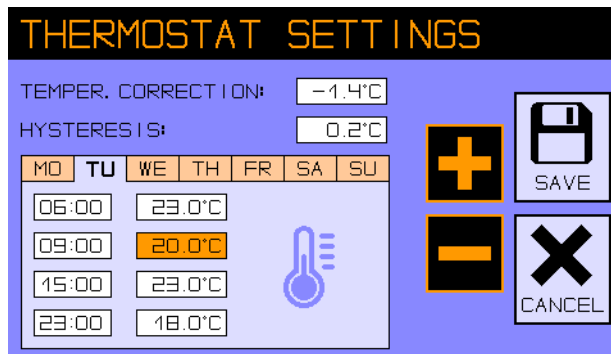 THERMOSTAT SETTINGS
TEMPER. CORRECTION: -1.4°C
HYSTERESIS: 0.2°C
MO TU WE TH FR SA SU
06:00 23.0°C
09:00 20.0°C
15:00 23.0°C
23:00 18.0°C
+
SAVE
-
CANCEL